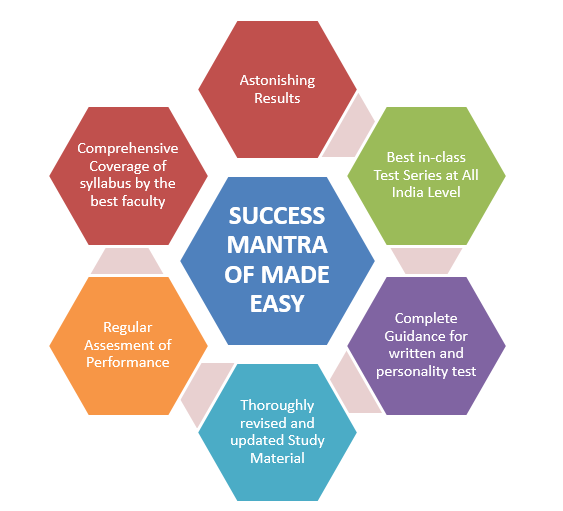 Astonishing
Results
Comprehensive
Coverage of
syllabus by the
best faculty
Best in-class
Test Series at All
India Level
SUCCESS
MANTRA
OF MADE
EASY
Regular
Assesment of
Performance
Complete
Guidance for
written and
personality test
Thoroughly
revised and
updated Study
Material